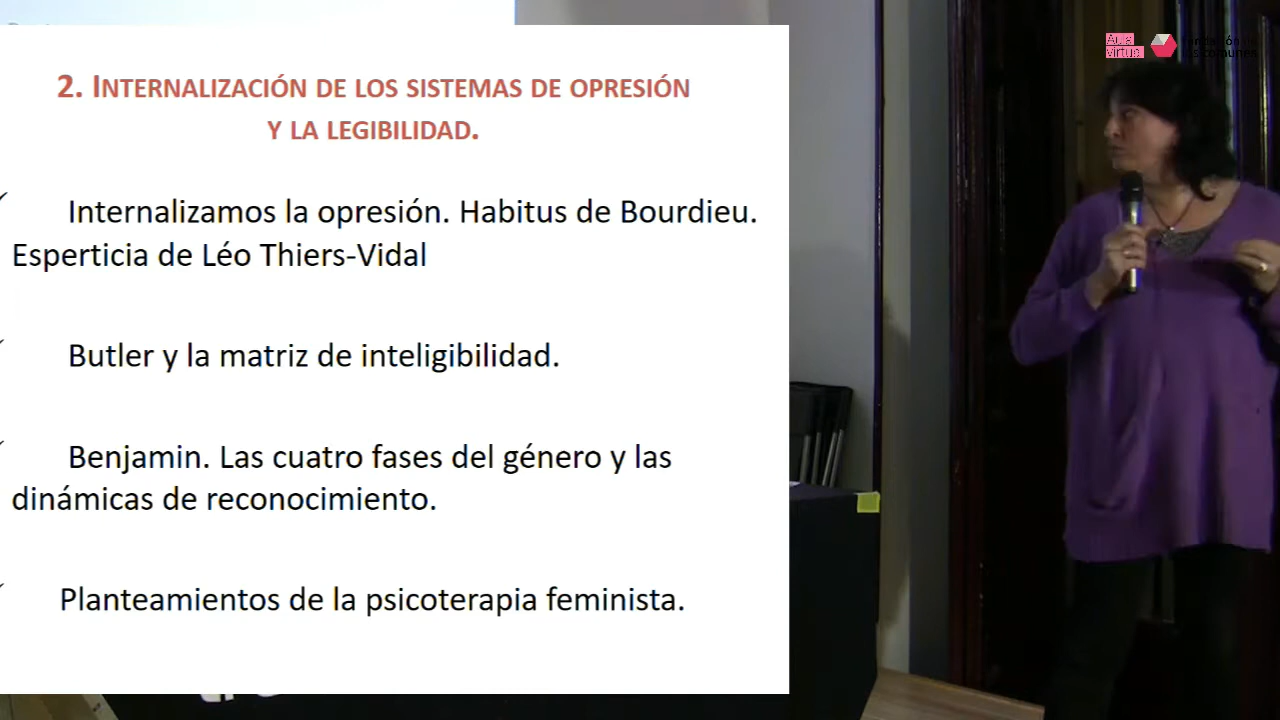 2. INTERNALIZACIÓN DE LOS SISTEMAS DE OPRESIÓN
Y LA LEGIBILIDAD.
Internalizamos la opresión. Habitus de Bourdieu.
Esperticia de Léo Thiers-Vidal
Butler y la matriz de inteligibilidad.
Benjamin. Las cuatro fases del género y las
dinámicas de reconocimiento.
Planteamientos de la psicoterapia feminista.
Aula
virtual